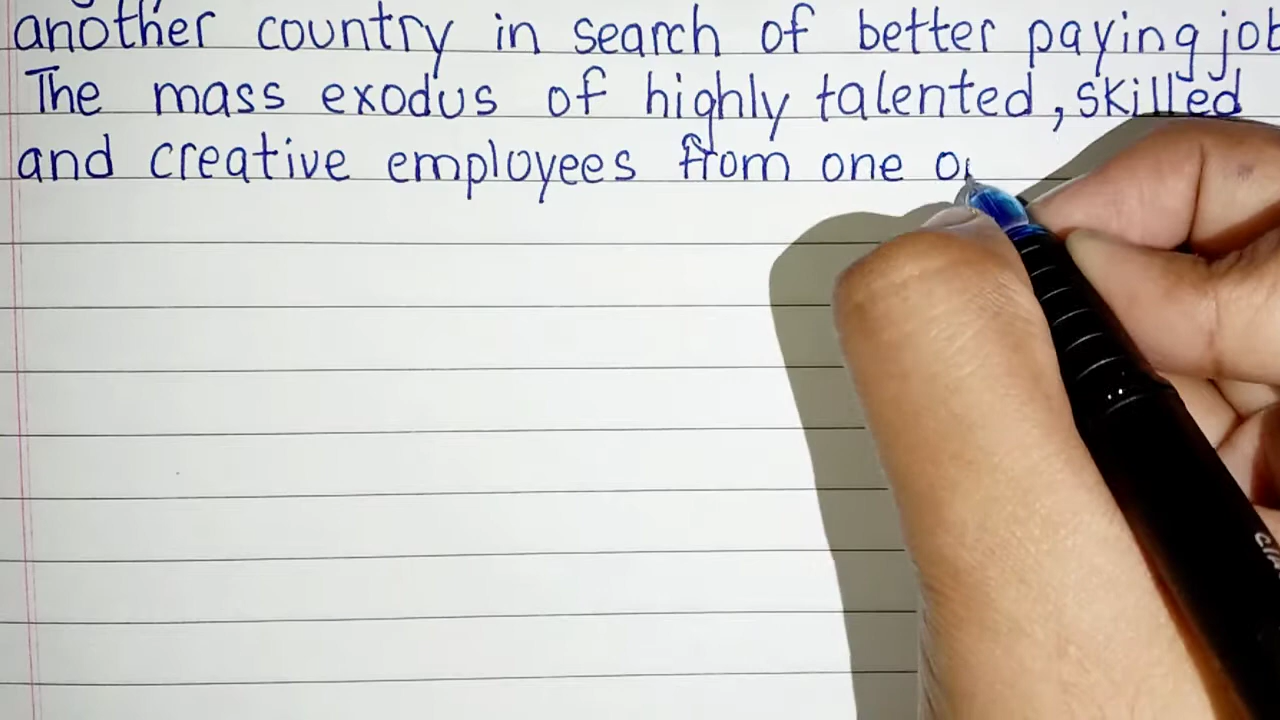 another country in search of better paying job
The mass exodus of highly talented, skilled
and creative employees from one